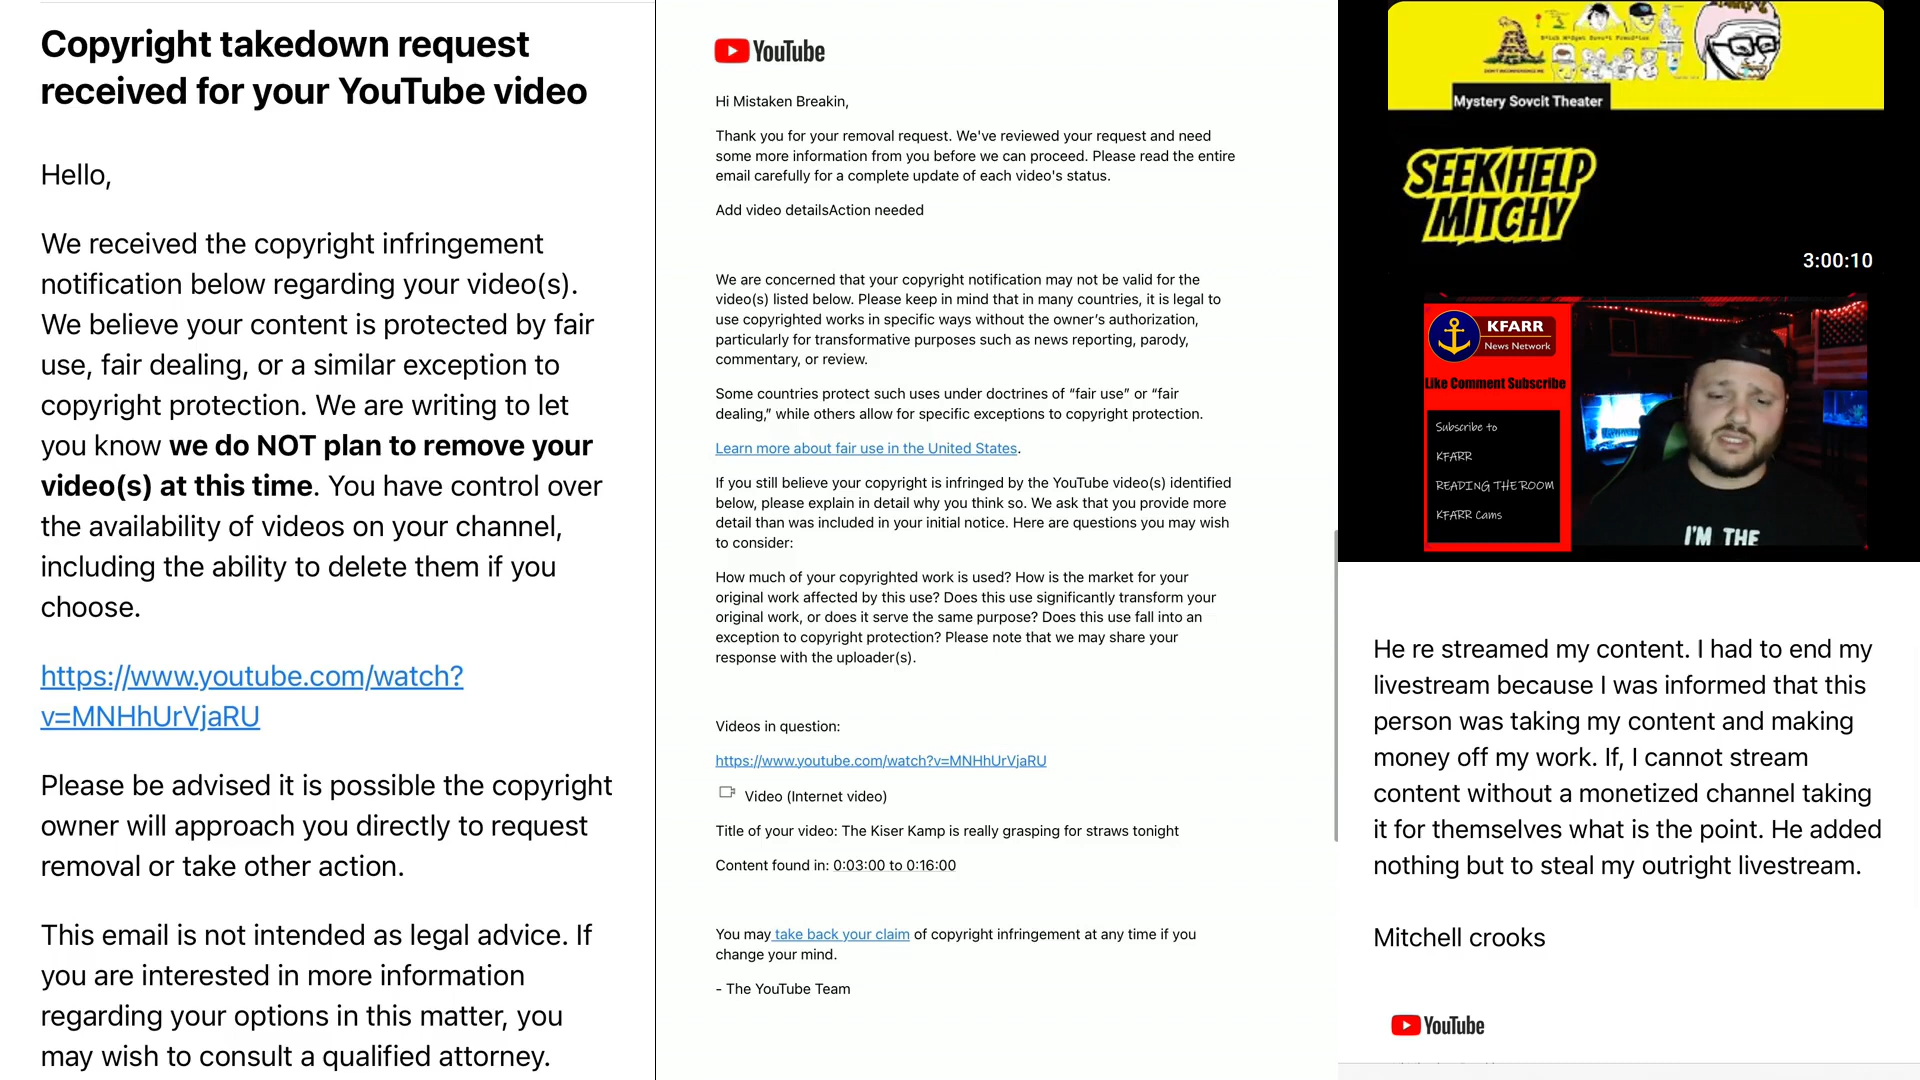 Copyright takedown request
received for your YouTube video
Hello,
We received the copyright infringement
notification below regarding your video(s).
We believe your content is protected by fair
use, fair dealing, or a similar exception to
copyright protection. We are writing to let
you know we do NOT plan to remove your
video(s) at this time. You have control over
the availability of videos on your channel,
including the ability to delete them if you
choose.
https://www.youtube.com/watch?
v=MNHhUrVjaRU
Please be advised it is possible the copyright
owner will approach you directly to request
removal or take other action.
This email is not intended as legal advice. If
you are interested in more information
regarding your options in this matter, you
may wish to consult a qualified attorney.
YouTube
Hi Mistaken Breakin,
Thank you for your removal request. We've reviewed your request and need
some more information from you before we can proceed. Please read the entire
email carefully for a complete update of each video's status.
Add video detailsAction needed
We are concerned that your copyright notification may not be valid for the
video(s) listed below. Please keep in mind that in many countries, it is legal to
use copyrighted works in specific ways without the owner's authorization,
particularly for transformative purposes such as news reporting, parody,
commentary, or review.
Some countries protect such uses under doctrines of “fair use” or “fair
dealing,” while others allow for specific exceptions to copyright protection.
Learn more about fair use in the United States.
If you still believe your copyright is infringed by the YouTube video(s) identified
below, please explain in detail why you think so. We ask that you provide more
detail than was included in your initial notice. Here are questions you may wish
to consider:
How much of your copyrighted work is used? How is the market for your
original work affected by this use? Does this use significantly transform your
original work, or does it serve the same purpose? Does this use fall into an
exception to copyright protection? Please note that we may share your
response with the uploader(s).
Videos in question:
https://www.youtube.com/watch?v=MNHhUrVjaRU
Video (Internet video)
Title of your video: The Kiser Kamp is really grasping for straws tonight
Content found in: 0:03:00 to 0:16:00
You may take back your claim of copyright infringement at any time if you
change your mind.
- The YouTube Team
Mystery Sovcit Theater
SEEK HELP
MITCHY
3:00:10
KFARR
News Network
Like Comment Subscribe
Subscribe to
KFARR
READING THE ROOM
KFARR Cams
I'M THE
He re streamed my content. I had to end my
livestream because I was informed that this
person was taking my content and making
money off my work. If, I cannot stream
content without a monetized channel taking
it for themselves what is the point. He added
nothing but to steal my outright livestream.
Mitchell crooks
YouTube